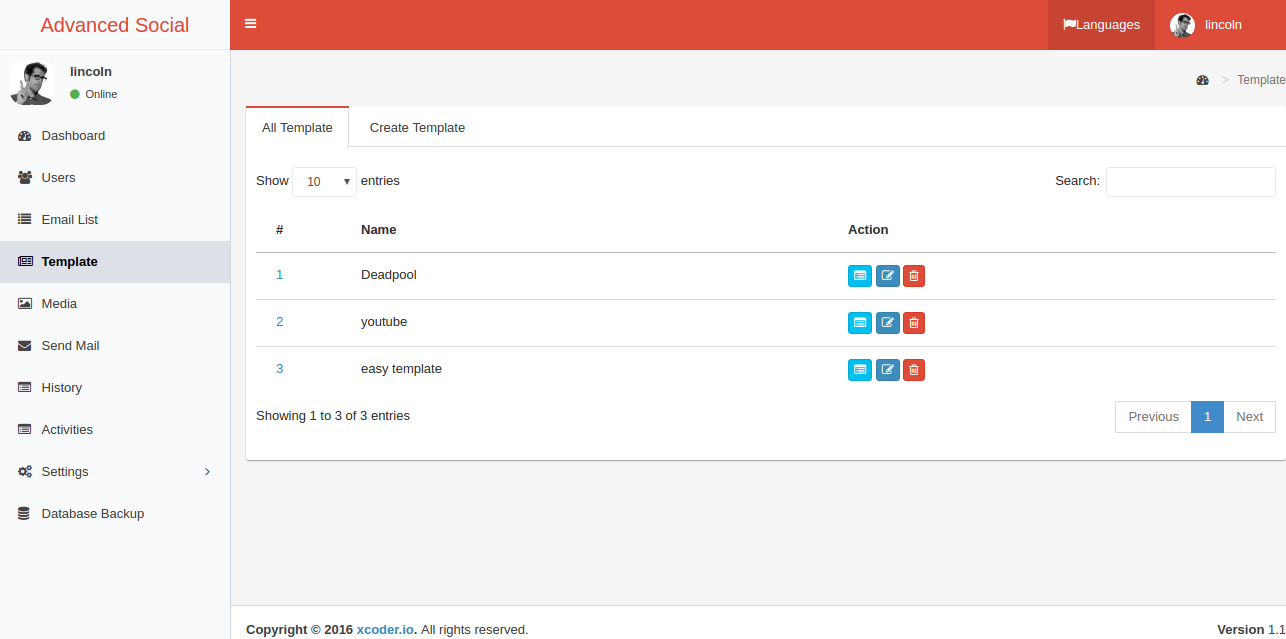 Advanced Social
Languages
lincoln
lincoln
Online
Dashboard
Users
Email List
Template
Media
Send Mail
History
Activities
Settings
Database Backup
> Template
All Template
Create Template
Show 10 entries
Search:
# Name Action
1 Deadpool
2 youtube
3 easy template
Showing 1 to 3 of 3 entries
Previous 1 Next
Copyright © 2016 xcoder.io. All rights reserved.
Version 1.1